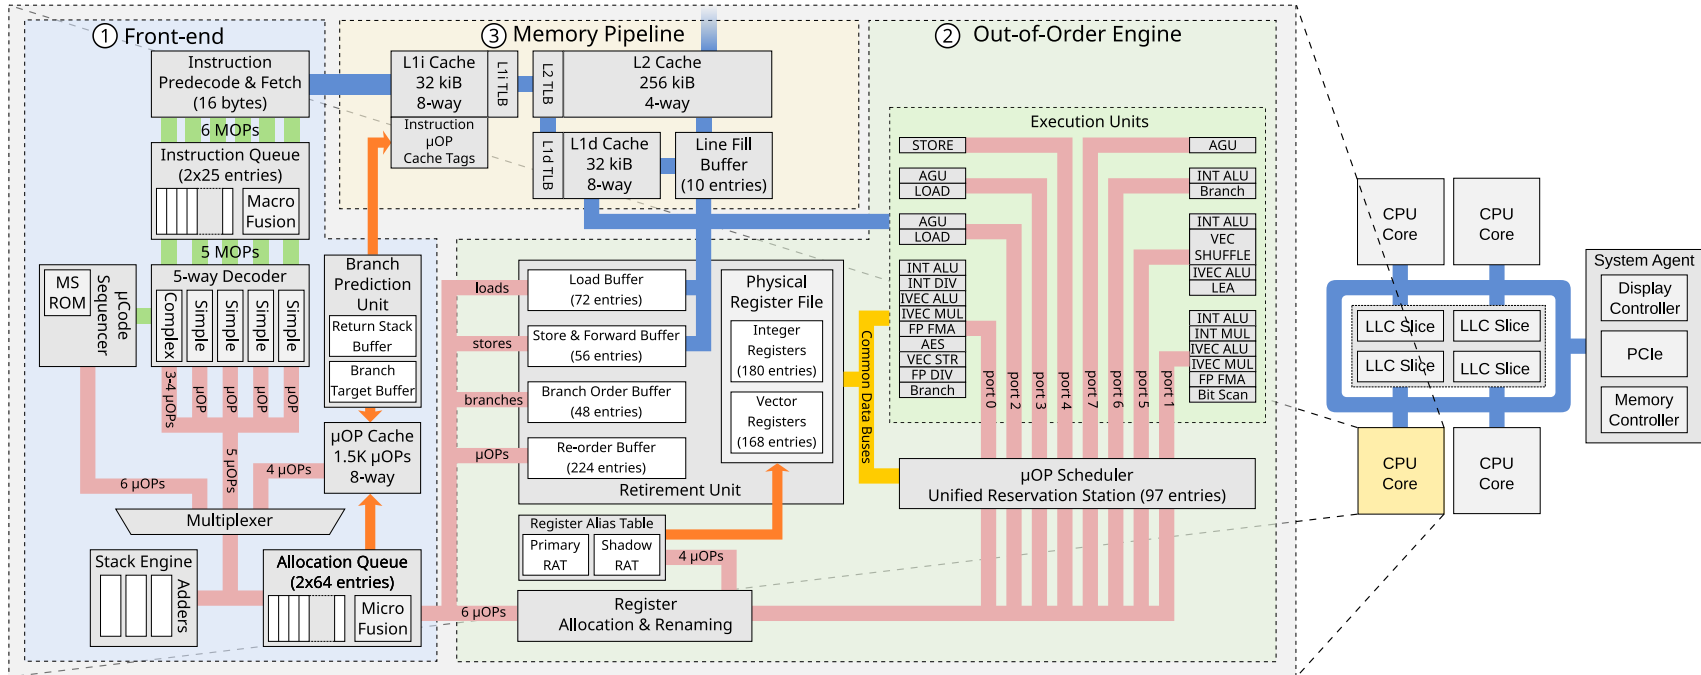 ① Front-end
Instruction
Predecode & Fetch
(16 bytes)
6 MOPs
Instruction Queue
(2x25 entries)
Macro
Fusion
5 MOPs
MS
ROM
µCode
Sequencer
5-way Decoder
Complex
Simple
Simple
Simple
Simple
3-4 µOPs
µOP
µOP
µOP
µOP
Branch
Prediction
Unit
Return Stack
Buffer
Branch
Target Buffer
µOP Cache
1.5K µOPs
8-way
6 µOPs
5 µOPs
4 µOPs
Multiplexer
Stack Engine
Adders
Allocation Queue
(2x64 entries)
Micro
Fusion
③ Memory Pipeline
L1i Cache
32 kiB
8-way
L1i TLB
Instruction
µOP
Cache Tags
L2 TLB
L2 Cache
256 kiB
4-way
L1d TLB
L1d Cache
32 kiB
8-way
Line Fill
Buffer
(10 entries)
② Out-of-Order Engine
loads
stores
branches
µOPs
Load Buffer
(72 entries)
Store & Forward Buffer
(56 entries)
Branch Order Buffer
(48 entries)
Re-order Buffer
(224 entries)
Physical
Register File
Integer
Registers
(180 entries)
Vector
Registers
(168 entries)
Retirement Unit
Register Alias Table
Primary
RAT
Shadow
RAT
4 µOPs
6 µOPs
Register
Allocation & Renaming
Common Data Buses
Execution Units
STORE
AGU
LOAD
AGU
LOAD
INT ALU
INT DIV
IVEC ALU
IVEC MUL
FP FMA
AES
VEC STR
FP DIV
Branch
port 0
port 2
port 3
port 4
port 7
port 6
port 5
port 1
AGU
INT ALU
Branch
INT ALU
VEC
SHUFFLE
IVEC ALU
LEA
INT ALU
INT MUL
IVEC ALU
IVEC MUL
FP FMA
Bit Scan
µOP Scheduler
Unified Reservation Station (97 entries)
CPU
Core
CPU
Core
LLC Slice
LLC Slice
LLC Slice
LLC Slice
CPU
Core
CPU
Core
System Agent
Display
Controller
PCIe
Memory
Controller